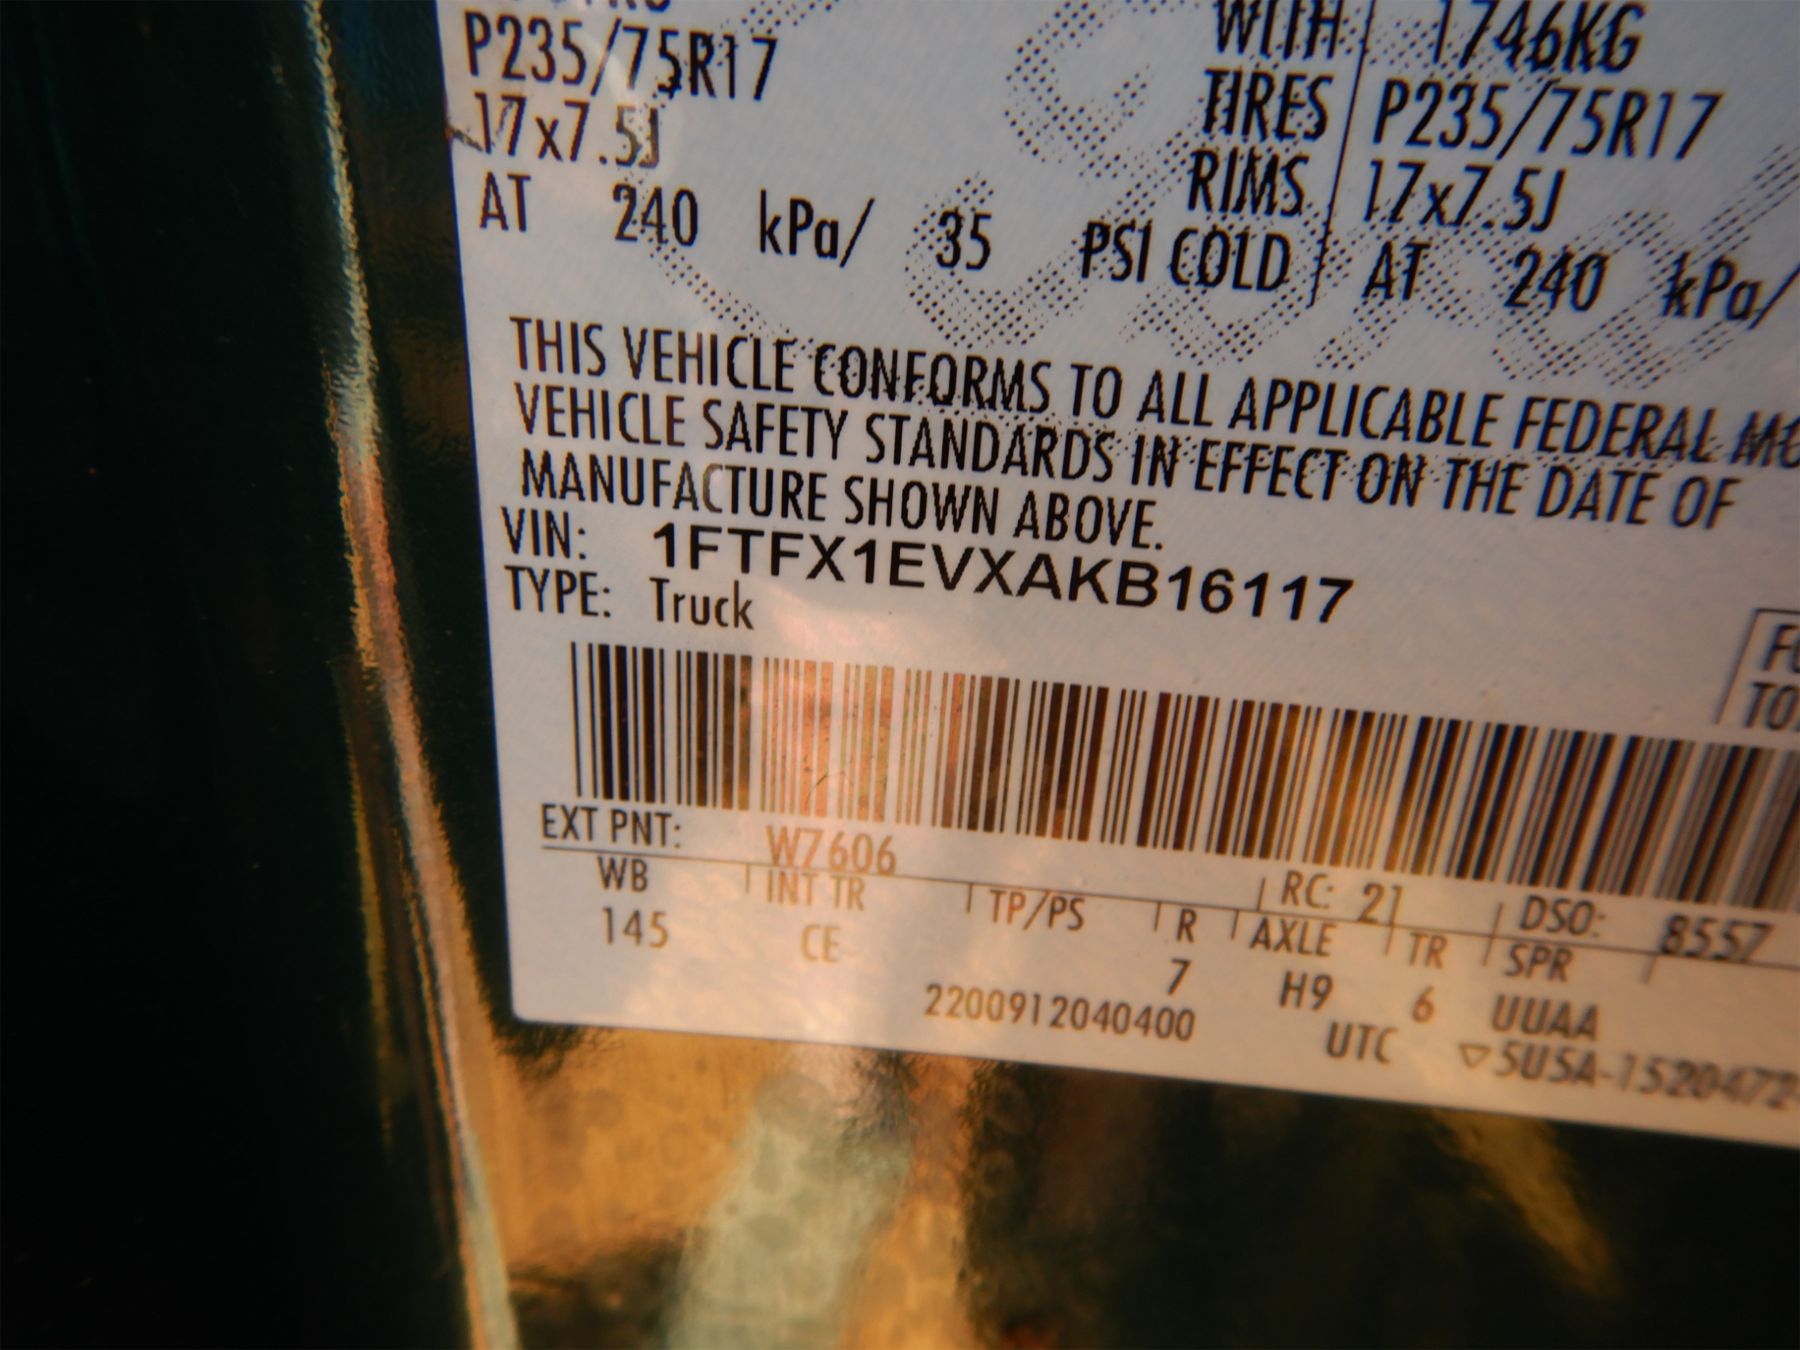 P235/75R17
17x7.5J
AT 240 kPa/ 35 PSI COLD
WITH 1746KG
TIRES P235/75R17
RIMS 17x7.5J
AT 240 kPa/
THIS VEHICLE CONFORMS TO ALL APPLICABLE FEDERAL MO
VEHICLE SAFETY STANDARDS IN EFFECT ON THE DATE OF
MANUFACTURE SHOWN ABOVE.
VIN: 1FTFX1EVXAKB16117
TYPE: Truck
EXT PNT: W7606 RC: 21 DSO: 8557
WB INT TR TP/PS R AXLE TR SPR
145 CE 7 H9 6 UUAA
2200912040400 UTC ▽5U5A-1520472-